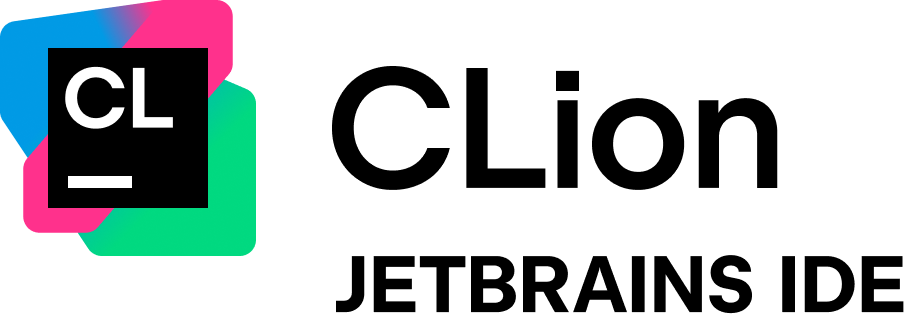 CL
CLion
JETBRAINS IDE